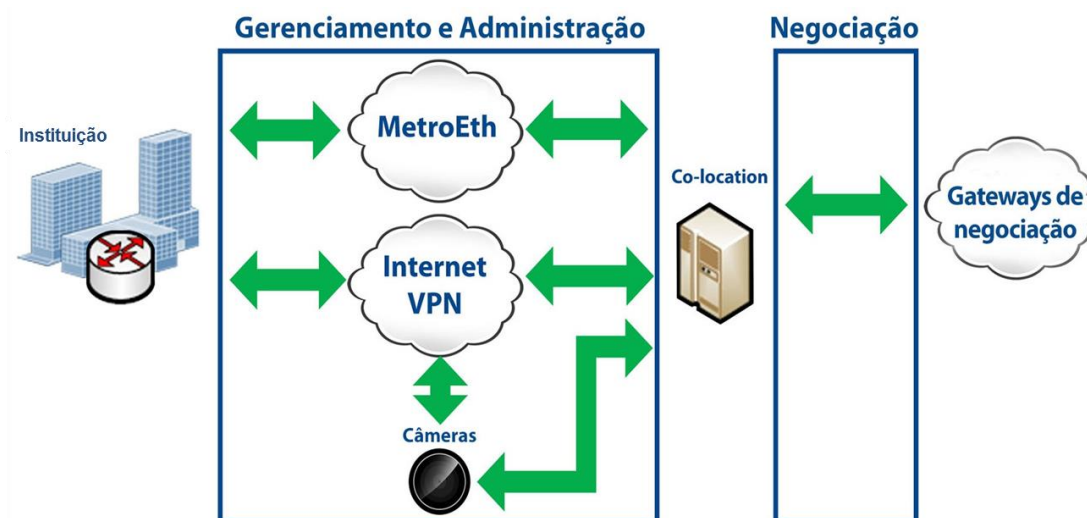 Gerenciamento e Administração
Negociação
Instituição
MetroEth
Co-location
Gateways de
negociação
Internet
VPN
Câmeras